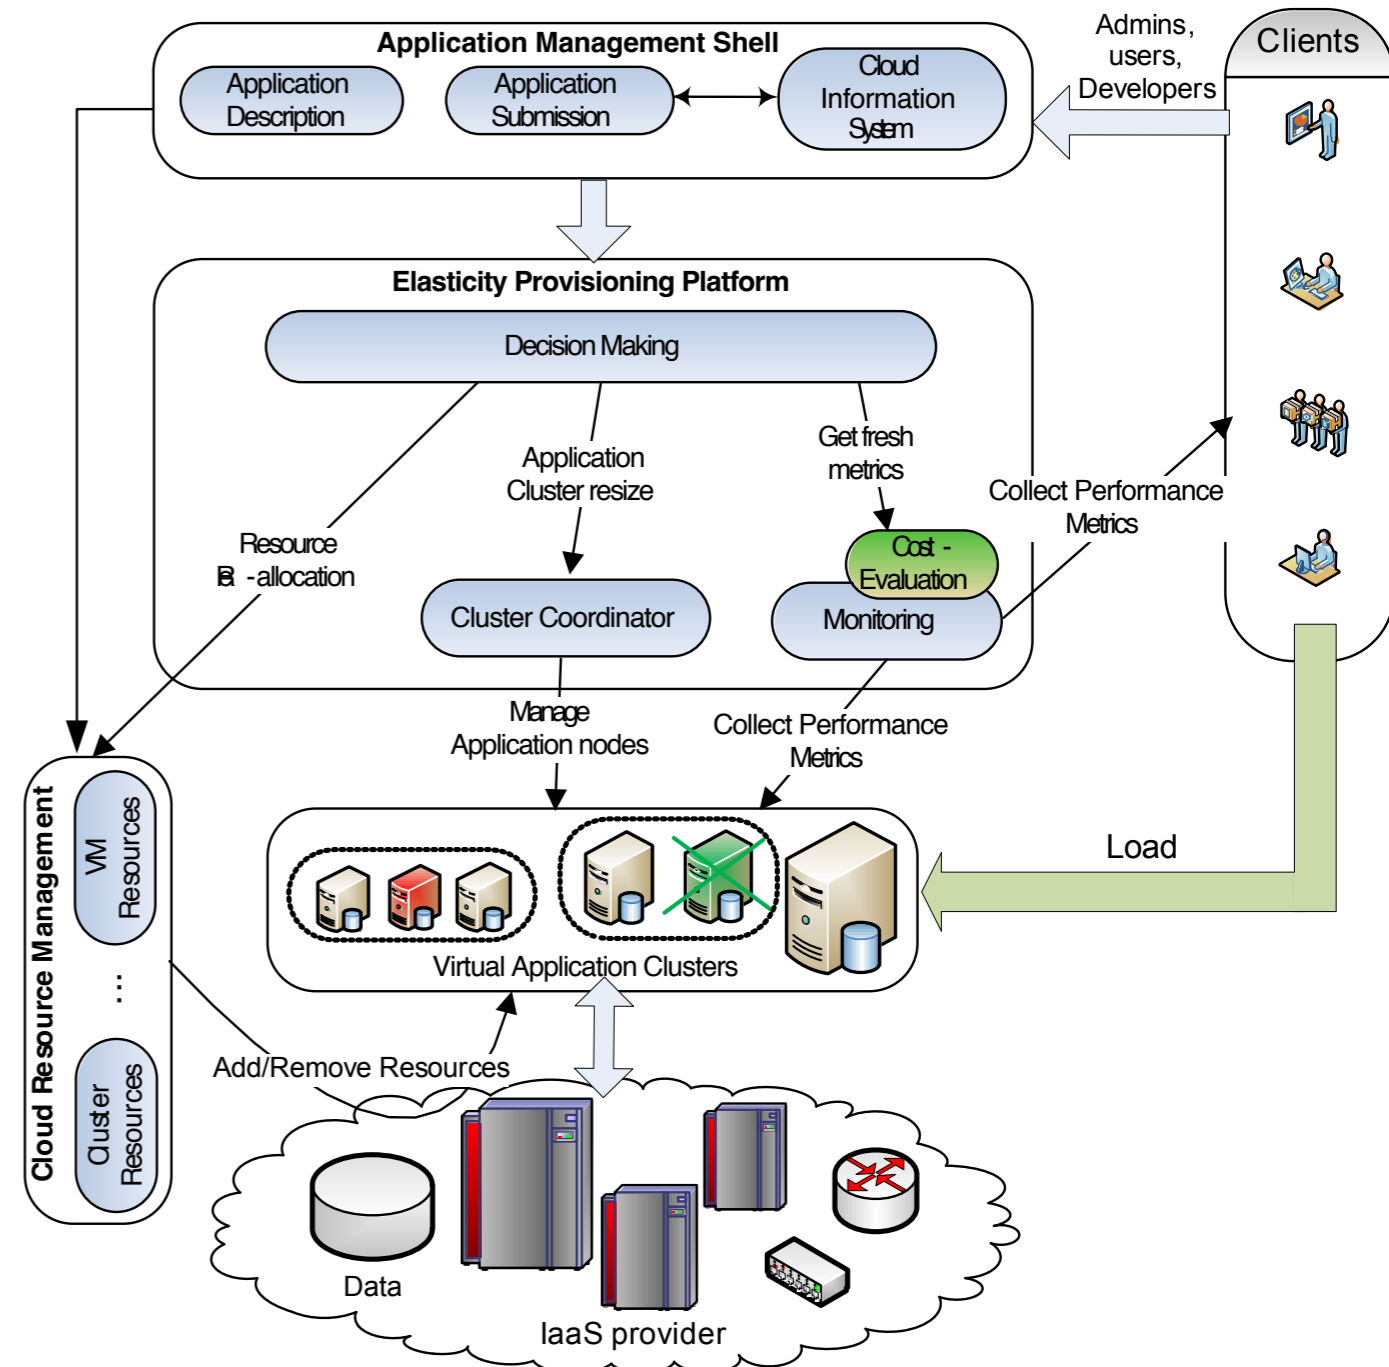 Application Management Shell
Application
Description
Application
Submission
Cloud
Information
System
Admins,
users,
Developers
Clients
Elasticity Provisioning Platform
Decision Making
Get fresh
metrics
Application
Cluster resize
Collect Performance
Metrics
Resource
Re -allocation
Cost -
Evaluation
Cluster Coordinator
Monitoring
Manage
Application nodes
Collect Performance
Metrics
Cloud Resource Management
VM
Resources
...
Cluster
Resources
Load
Virtual Application Clusters
Add/Remove Resources
Data
IaaS provider